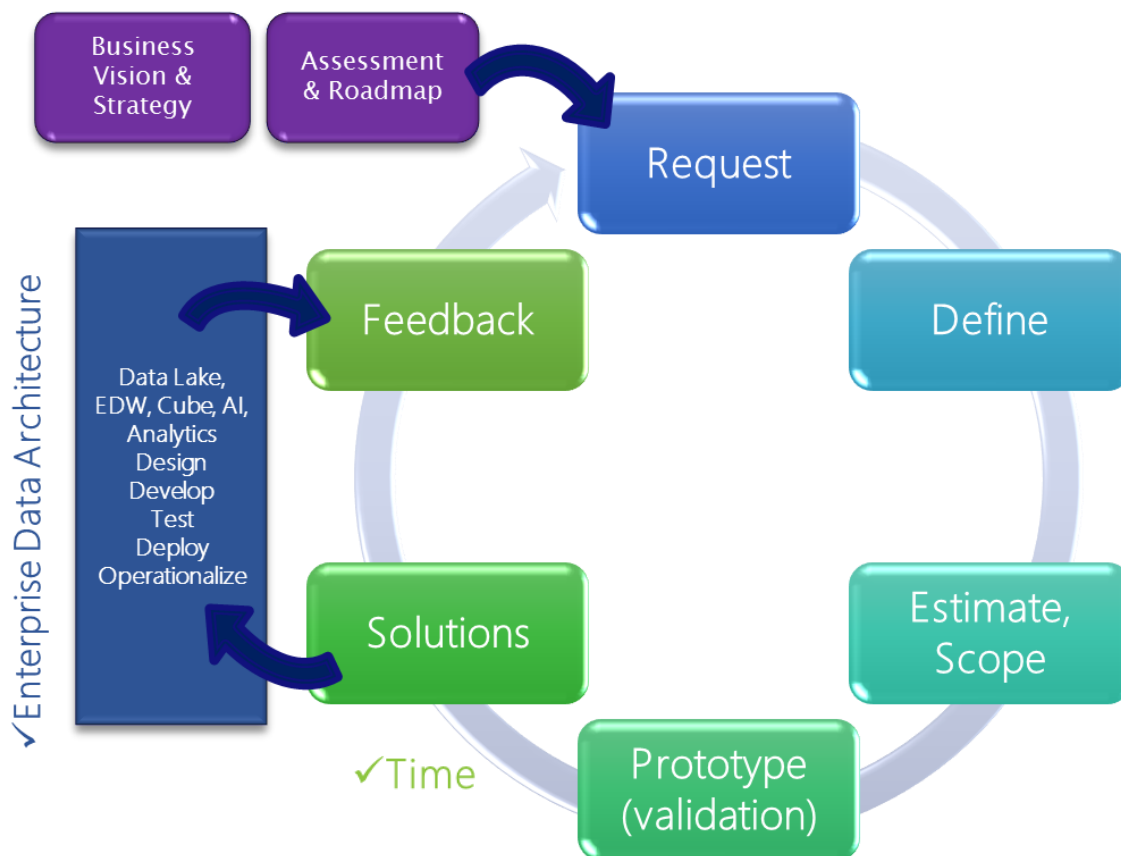 Business
Vision &
Strategy
Assessment
& Roadmap
Request
Define
Estimate,
Scope
Prototype
(validation)
Solutions
Feedback
✓Enterprise Data Architecture
Data Lake,
EDW, Cube, AI,
Analytics
Design
Develop
Test
Deploy
Operationalize
✓Time